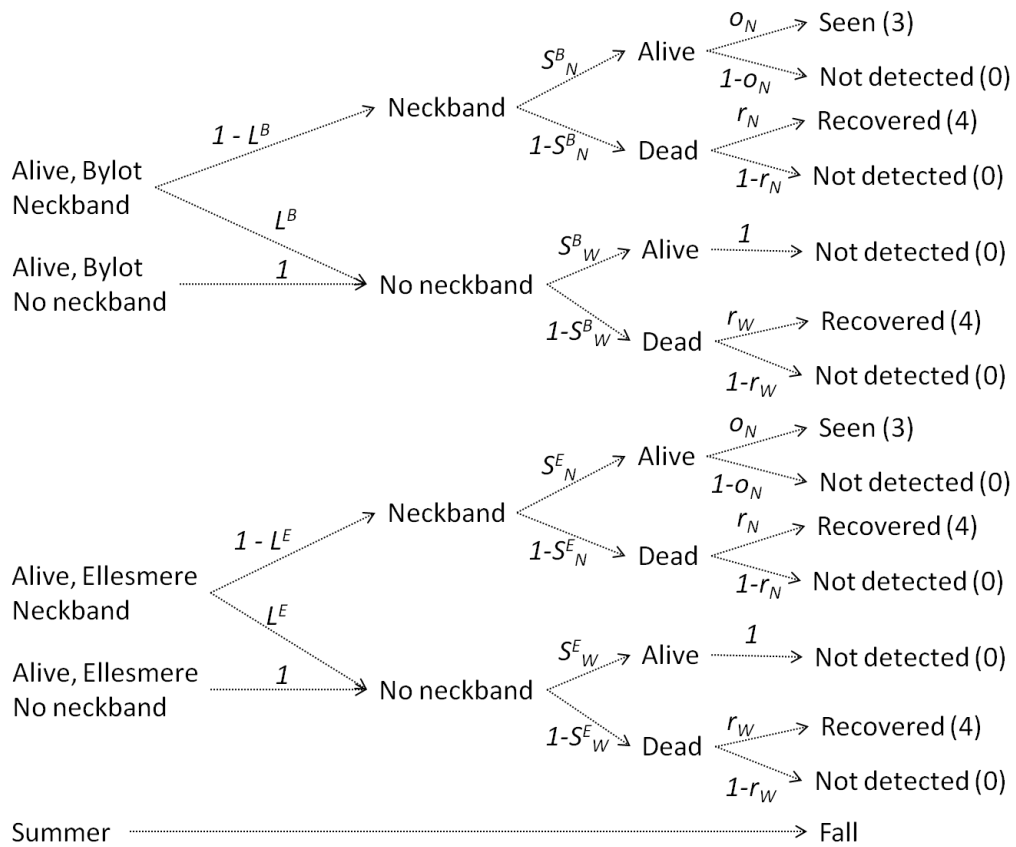 o_N Seen (3)
S^B_N Alive
1-o_N Not detected (0)
Neckband
r_N Recovered (4)
1 - L^B
1-S^B_N Dead
Alive, Bylot
Neckband
1-r_N Not detected (0)
L^B
S^B_W Alive 1 Not detected (0)
Alive, Bylot
No neckband
1 No neckband
1-S^B_W Dead
r_W Recovered (4)
1-r_W Not detected (0)
o_N Seen (3)
S^E_N Alive
1-o_N Not detected (0)
Neckband
r_N Recovered (4)
1 - L^E
1-S^E_N Dead
Alive, Ellesmere
Neckband
1-r_N Not detected (0)
L^E
S^E_W Alive 1 Not detected (0)
Alive, Ellesmere
No neckband
1 No neckband
1-S^E_W Dead
r_W Recovered (4)
1-r_W Not detected (0)
Summer Fall